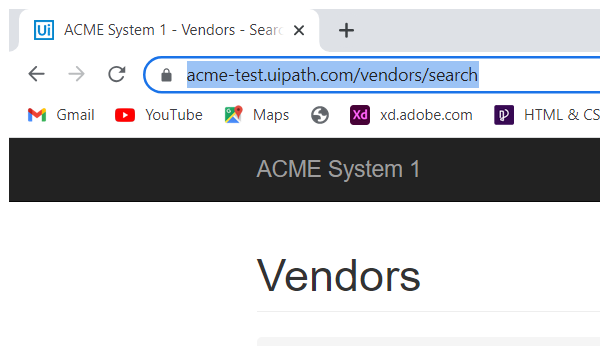 Ui ACME System 1 - Vendors - Sear
acme-test.uipath.com/vendors/search
Gmail YouTube Maps Xd xd.adobe.com HTML & CS
ACME System 1
Vendors